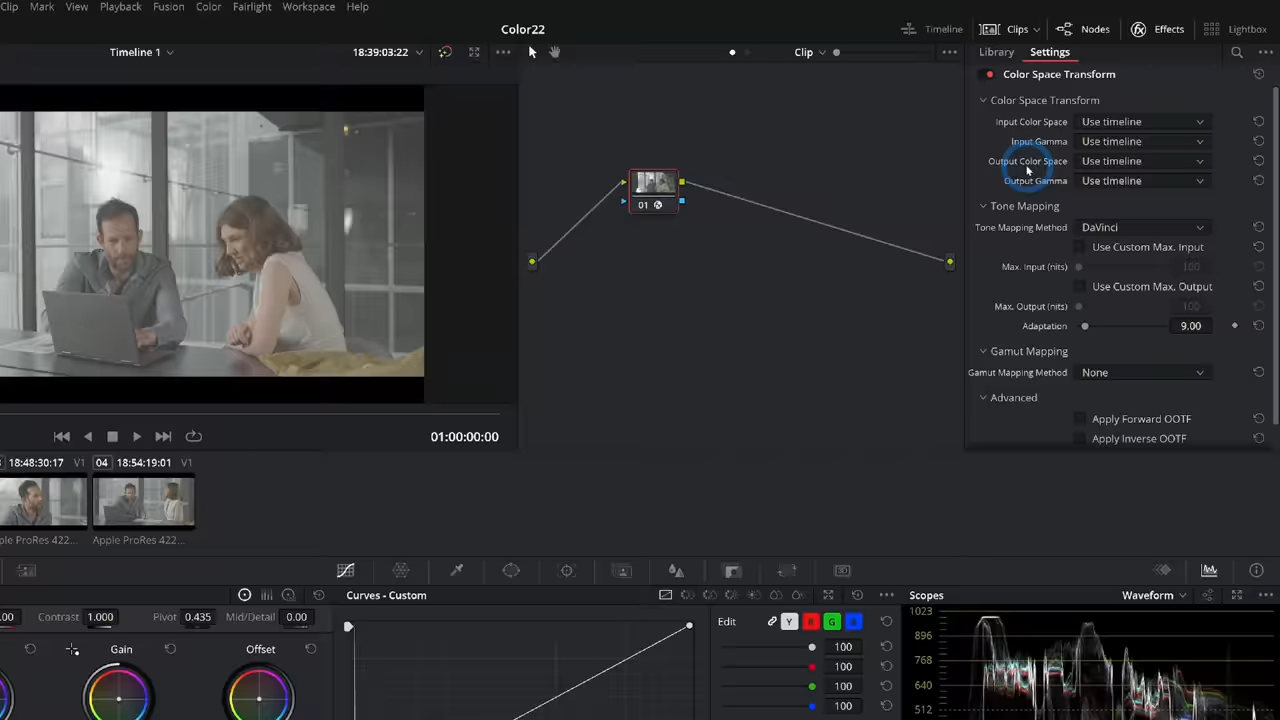 Clip Mark View Playback Fusion Color Fairlight Workspace Help
Color22
Timeline Clips Nodes Effects Lightbox
Timeline 1 18:39:03:22
Clip
Library Settings
Color Space Transform
Color Space Transform
Input Color Space Use timeline
Input Gamma Use timeline
Output Color Space Use timeline
Output Gamma Use timeline
Tone Mapping
Tone Mapping Method DaVinci
Use Custom Max. Input
Max. Input (nits) 100
Use Custom Max. Output
Max. Output (nits) 100
Adaptation 9.00
Gamut Mapping
Gamut Mapping Method None
Advanced
Apply Forward OOTF
Apply Inverse OOTF
01
01:00:00:00
18:48:30:17 V1 04 18:54:19:01 V1
ple ProRes 422... Apple ProRes 422...
Curves - Custom
Scopes Waveform
.00 Contrast 1.000 Pivot 0.435 Mid/Detail 0.00
Gain Offset
Edit Y R G B
100
100
100
100
1023
896
768
640
512